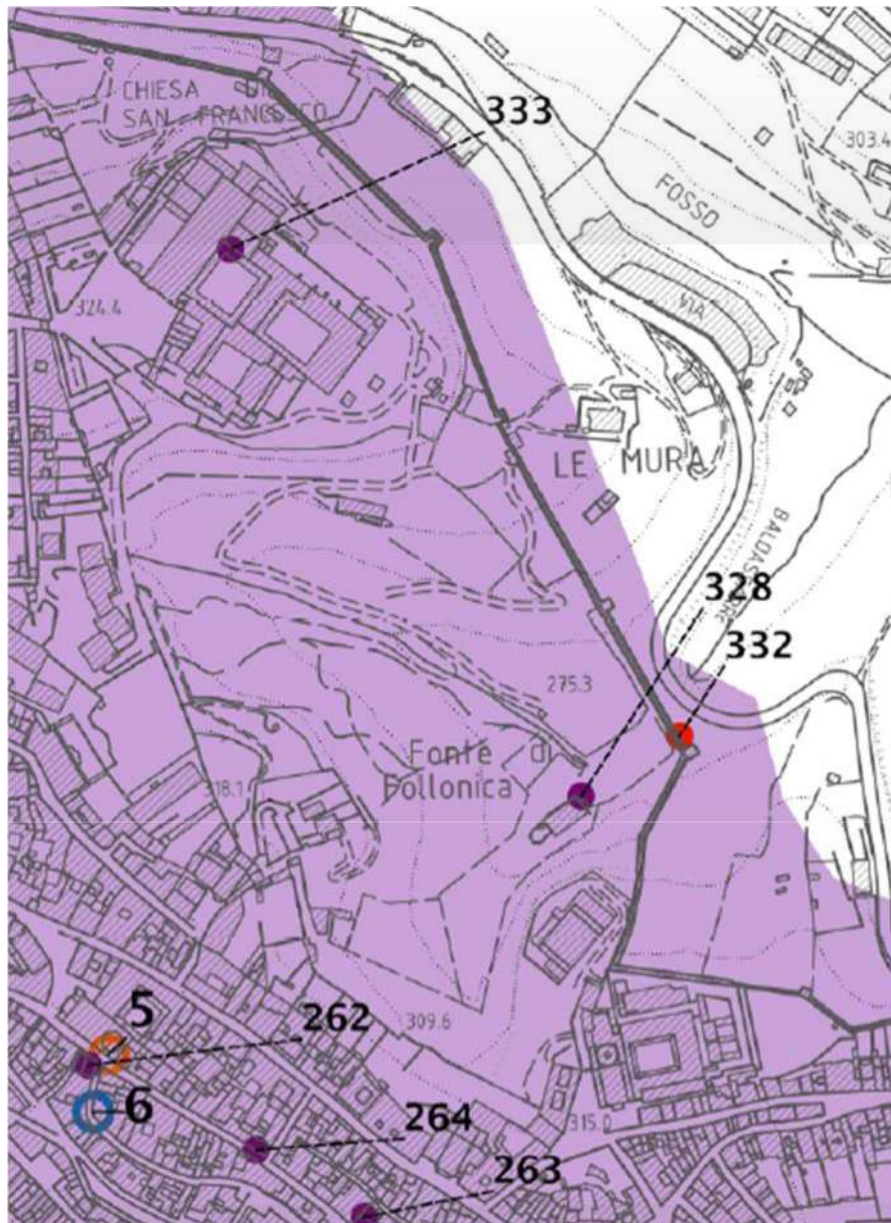 CHIESA DI
SAN FRANCESCO
333
303.4
FOSSO
324.4
VIA
LE MURA
BALDASSARRE
328
332
275.3
Fonte di
Follonica
318.1
5
262
309.6
6
264
315.0
263